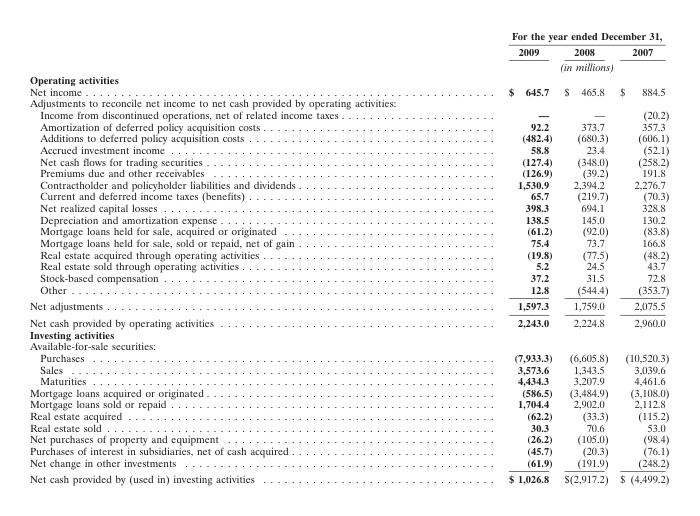 For the year ended December 31,
2009 2008 2007
(in millions)
Operating activities
Net income . . . . . . . . . . $ 645.7 $ 465.8 $ 884.5
Adjustments to reconcile net income to net cash provided by operating activities:
Income from discontinued operations, net of related income taxes . . . . . . . . . . — — (20.2)
Amortization of deferred policy acquisition costs . . . . . . . . . . 92.2 373.7 357.3
Additions to deferred policy acquisition costs . . . . . . . . . . (482.4) (680.3) (606.1)
Accrued investment income . . . . . . . . . . 58.8 23.4 (52.1)
Net cash flows for trading securities . . . . . . . . . . (127.4) (348.0) (258.2)
Premiums due and other receivables . . . . . . . . . . (126.9) (39.2) 191.8
Contractholder and policyholder liabilities and dividends . . . . . . . . . . 1,530.9 2,394.2 2,276.7
Current and deferred income taxes (benefits) . . . . . . . . . . 65.7 (219.7) (70.3)
Net realized capital losses . . . . . . . . . . 398.3 694.1 328.8
Depreciation and amortization expense . . . . . . . . . . 138.5 145.0 130.2
Mortgage loans held for sale, acquired or originated . . . . . . . . . . (61.2) (92.0) (83.8)
Mortgage loans held for sale, sold or repaid, net of gain . . . . . . . . . . 75.4 73.7 166.8
Real estate acquired through operating activities . . . . . . . . . . (19.8) (77.5) (48.2)
Real estate sold through operating activities . . . . . . . . . . 5.2 24.5 43.7
Stock-based compensation . . . . . . . . . . 37.2 31.5 72.8
Other . . . . . . . . . . 12.8 (544.4) (353.7)
Net adjustments . . . . . . . . . . 1,597.3 1,759.0 2,075.5
Net cash provided by operating activities . . . . . . . . . . 2,243.0 2,224.8 2,960.0
Investing activities
Available-for-sale securities:
Purchases . . . . . . . . . . (7,933.3) (6,605.8) (10,520.3)
Sales . . . . . . . . . . 3,573.6 1,343.5 3,039.6
Maturities . . . . . . . . . . 4,434.3 3,207.9 4,461.6
Mortgage loans acquired or originated . . . . . . . . . . (586.5) (3,484.9) (3,108.0)
Mortgage loans sold or repaid . . . . . . . . . . 1,704.4 2,902.0 2,112.8
Real estate acquired . . . . . . . . . . (62.2) (33.3) (115.2)
Real estate sold . . . . . . . . . . 30.3 70.6 53.0
Net purchases of property and equipment . . . . . . . . . . (26.2) (105.0) (98.4)
Purchases of interest in subsidiaries, net of cash acquired . . . . . . . . . . (45.7) (20.3) (76.1)
Net change in other investments . . . . . . . . . . (61.9) (191.9) (248.2)
Net cash provided by (used in) investing activities . . . . . . . . . . $ 1,026.8 $(2,917.2) $ (4,499.2)